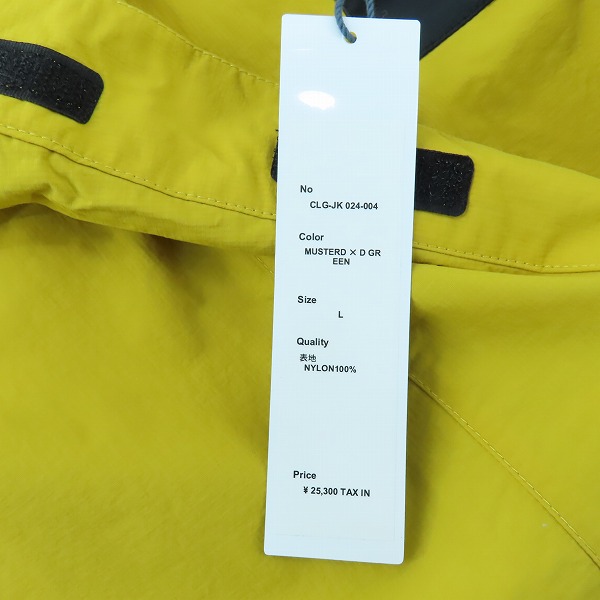 No
CLG-JK 024-004
Color
MUSTERD × D GR
EEN
Size
L
Quality
表地
NYLON100%
Price
¥ 25,300 TAX IN